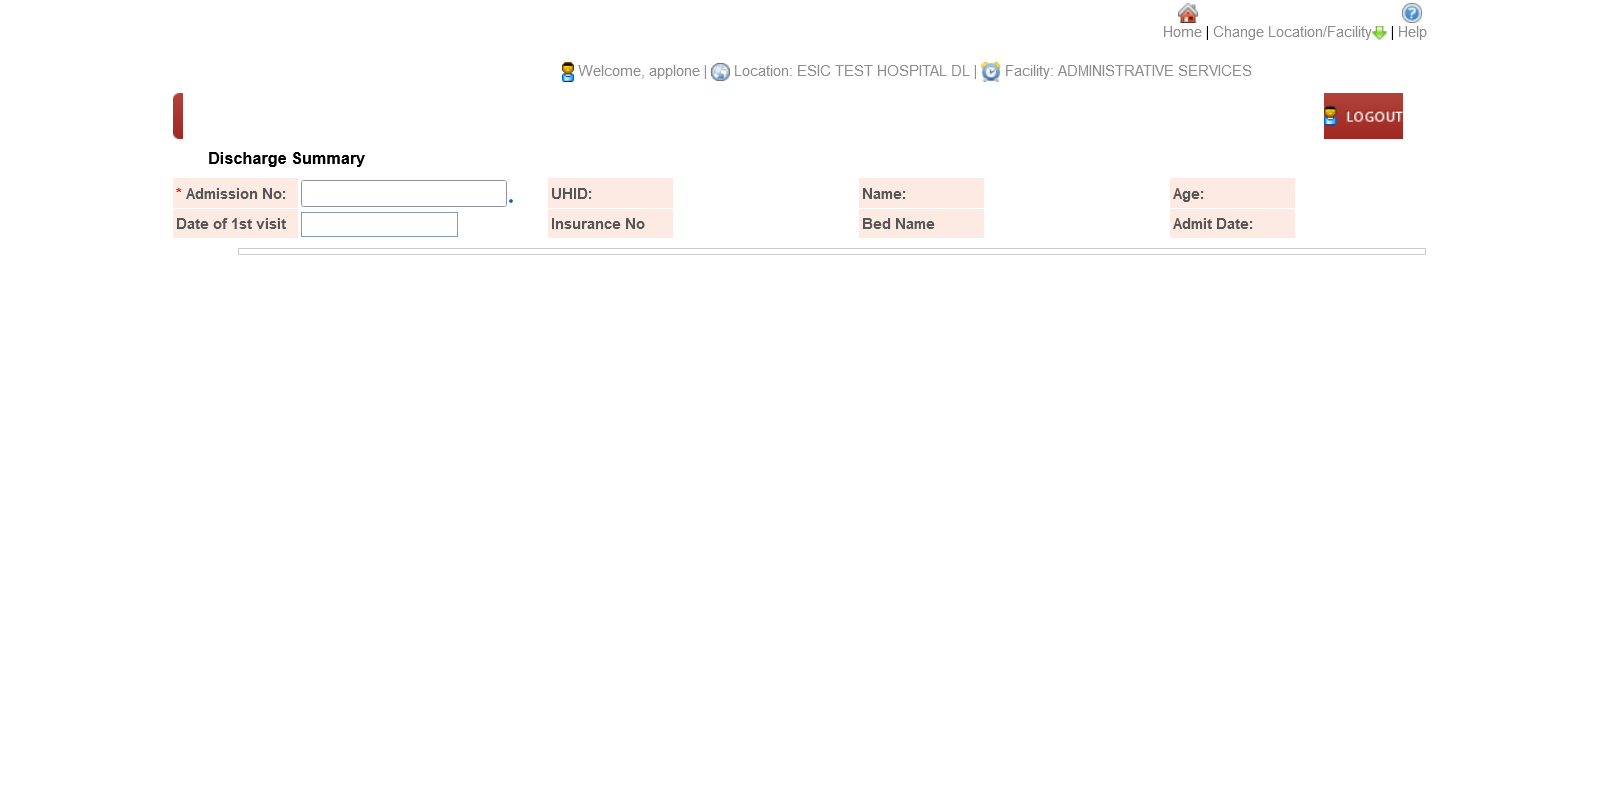 Home | Change Location/Facility | Help
Welcome, applone | Location: ESIC TEST HOSPITAL DL | Facility: ADMINISTRATIVE SERVICES
LOGOUT
Discharge Summary
* Admission No: UHID: Name: Age:
Date of 1st visit Insurance No Bed Name Admit Date: